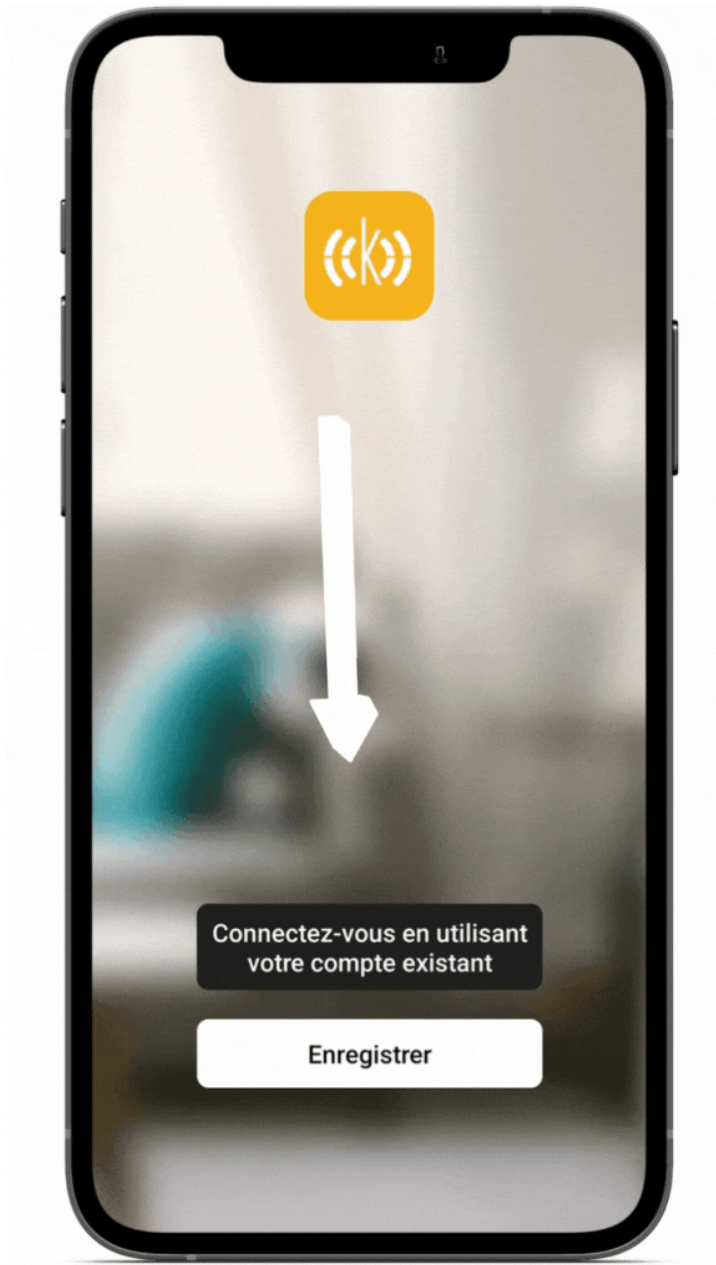 k
Connectez-vous en utilisant
votre compte existant
Enregistrer